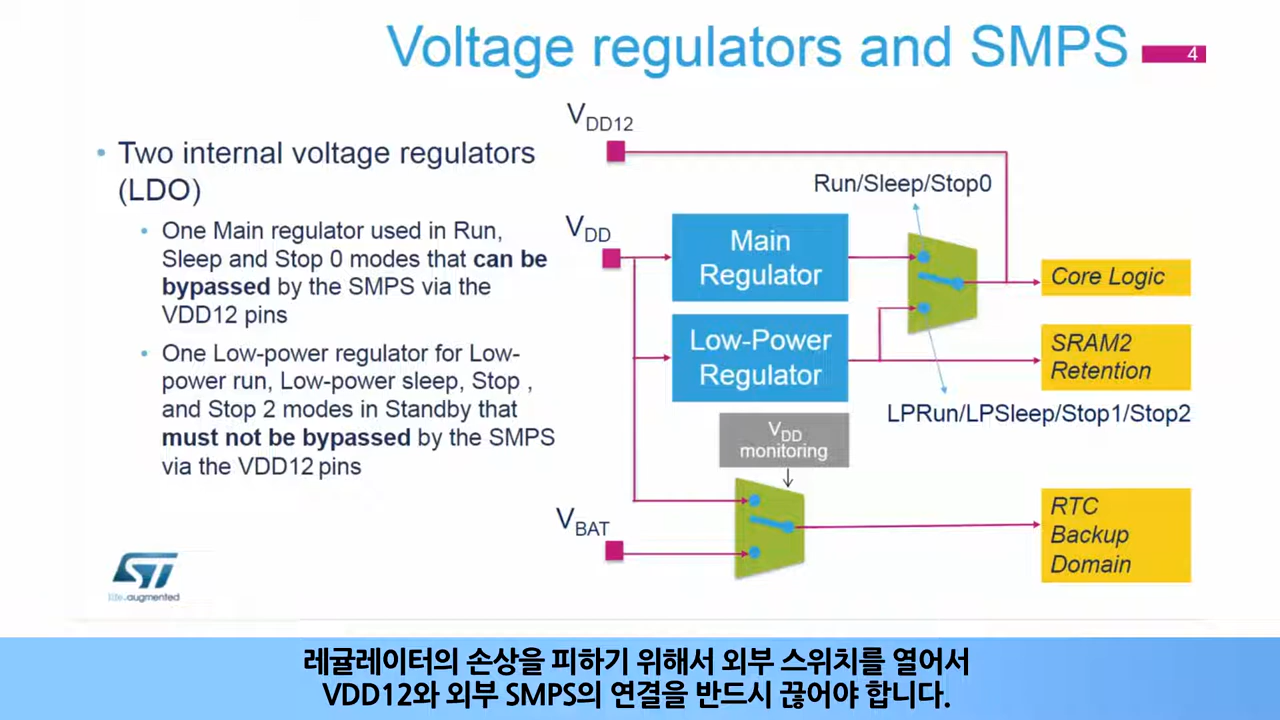 Voltage regulators and SMPS
4
• Two internal voltage regulators
(LDO)
• One Main regulator used in Run,
Sleep and Stop 0 modes that can be
bypassed by the SMPS via the
VDD12 pins
• One Low-power regulator for Low-
power run, Low-power sleep, Stop ,
and Stop 2 modes in Standby that
must not be bypassed by the SMPS
via the VDD12 pins
VDD12
Run/Sleep/Stop0
VDD
Main
Regulator
Core Logic
Low-Power
Regulator
SRAM2
Retention
LPRun/LPSleep/Stop1/Stop2
VDD
monitoring
VBAT
RTC
Backup
Domain
ST
life.augmented
레귤레이터의 손상을 피하기 위해서 외부 스위치를 열어서
VDD12와 외부 SMPS의 연결을 반드시 끊어야 합니다.